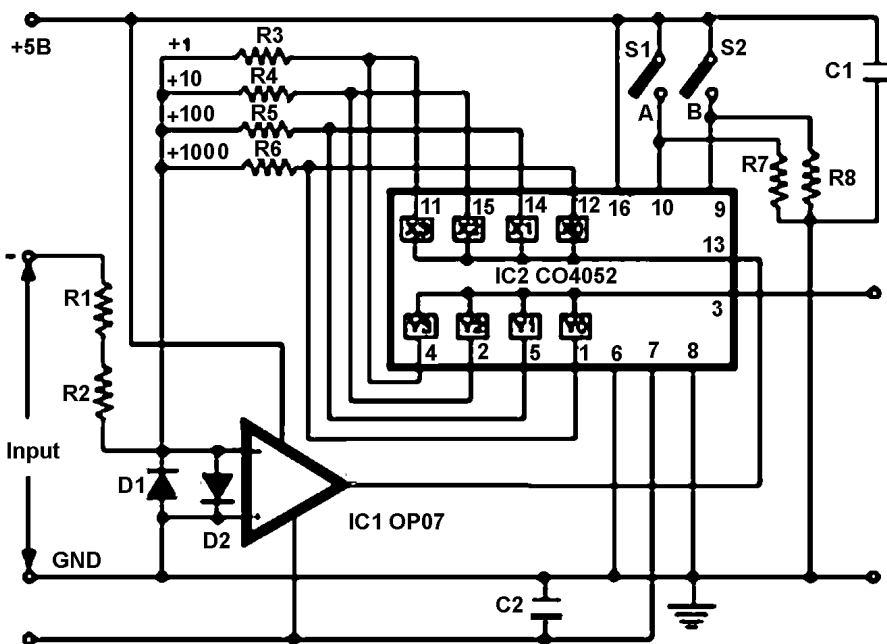 +5B
+1
R3
+10
R4
+100
R5
+1000
R6
S1
S2
C1
A
B
R7
R8
11
15
14
12
16
10
9
X3
X2
X1
X0
13
IC2 CO4052
3
Y3
Y2
Y1
Y0
4
2
5
1
6
7
8
-
R1
R2
Input
D1
D2
IC1 OP07
GND
C2